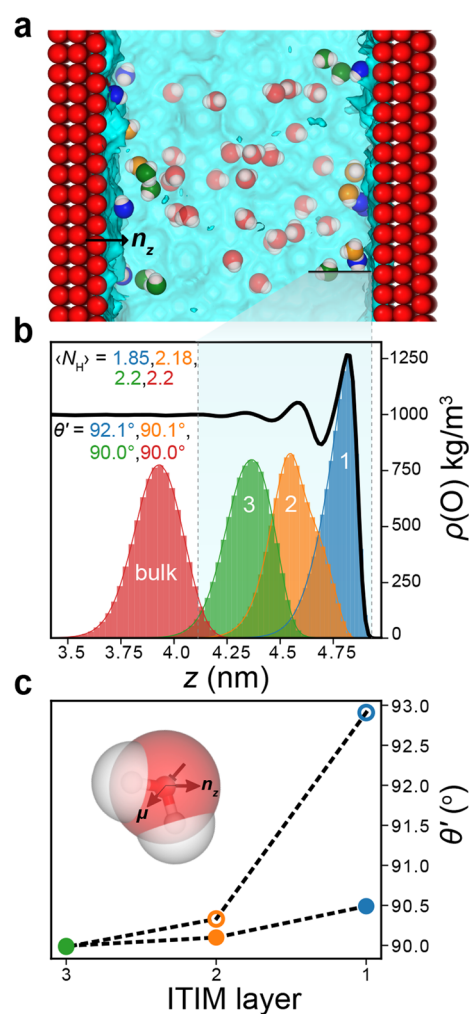 a
n_z
b
⟨N_H⟩ = 1.85,2.18,
2.2,2.2
θ′ = 92.1°,90.1°,
90.0°,90.0°
1
2
3
bulk
1250
1000
750
500
250
0
ρ(O) kg/m³
3.5 3.75 4.0 4.25 4.5 4.75
z (nm)
c
n_z
μ
93.0
92.5
92.0
91.5
91.0
90.5
90.0
θ′ (°)
3 2 1
ITIM layer